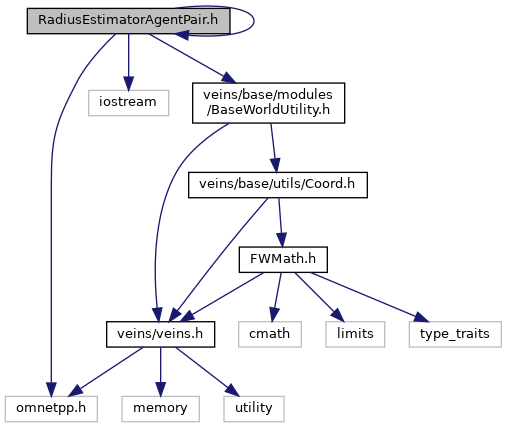 RadiusEstimatorAgentPair.h
iostream
veins/base/modules
/BaseWorldUtility.h
veins/base/utils/Coord.h
FWMath.h
veins/veins.h
cmath
limits
type_traits
omnetpp.h
memory
utility